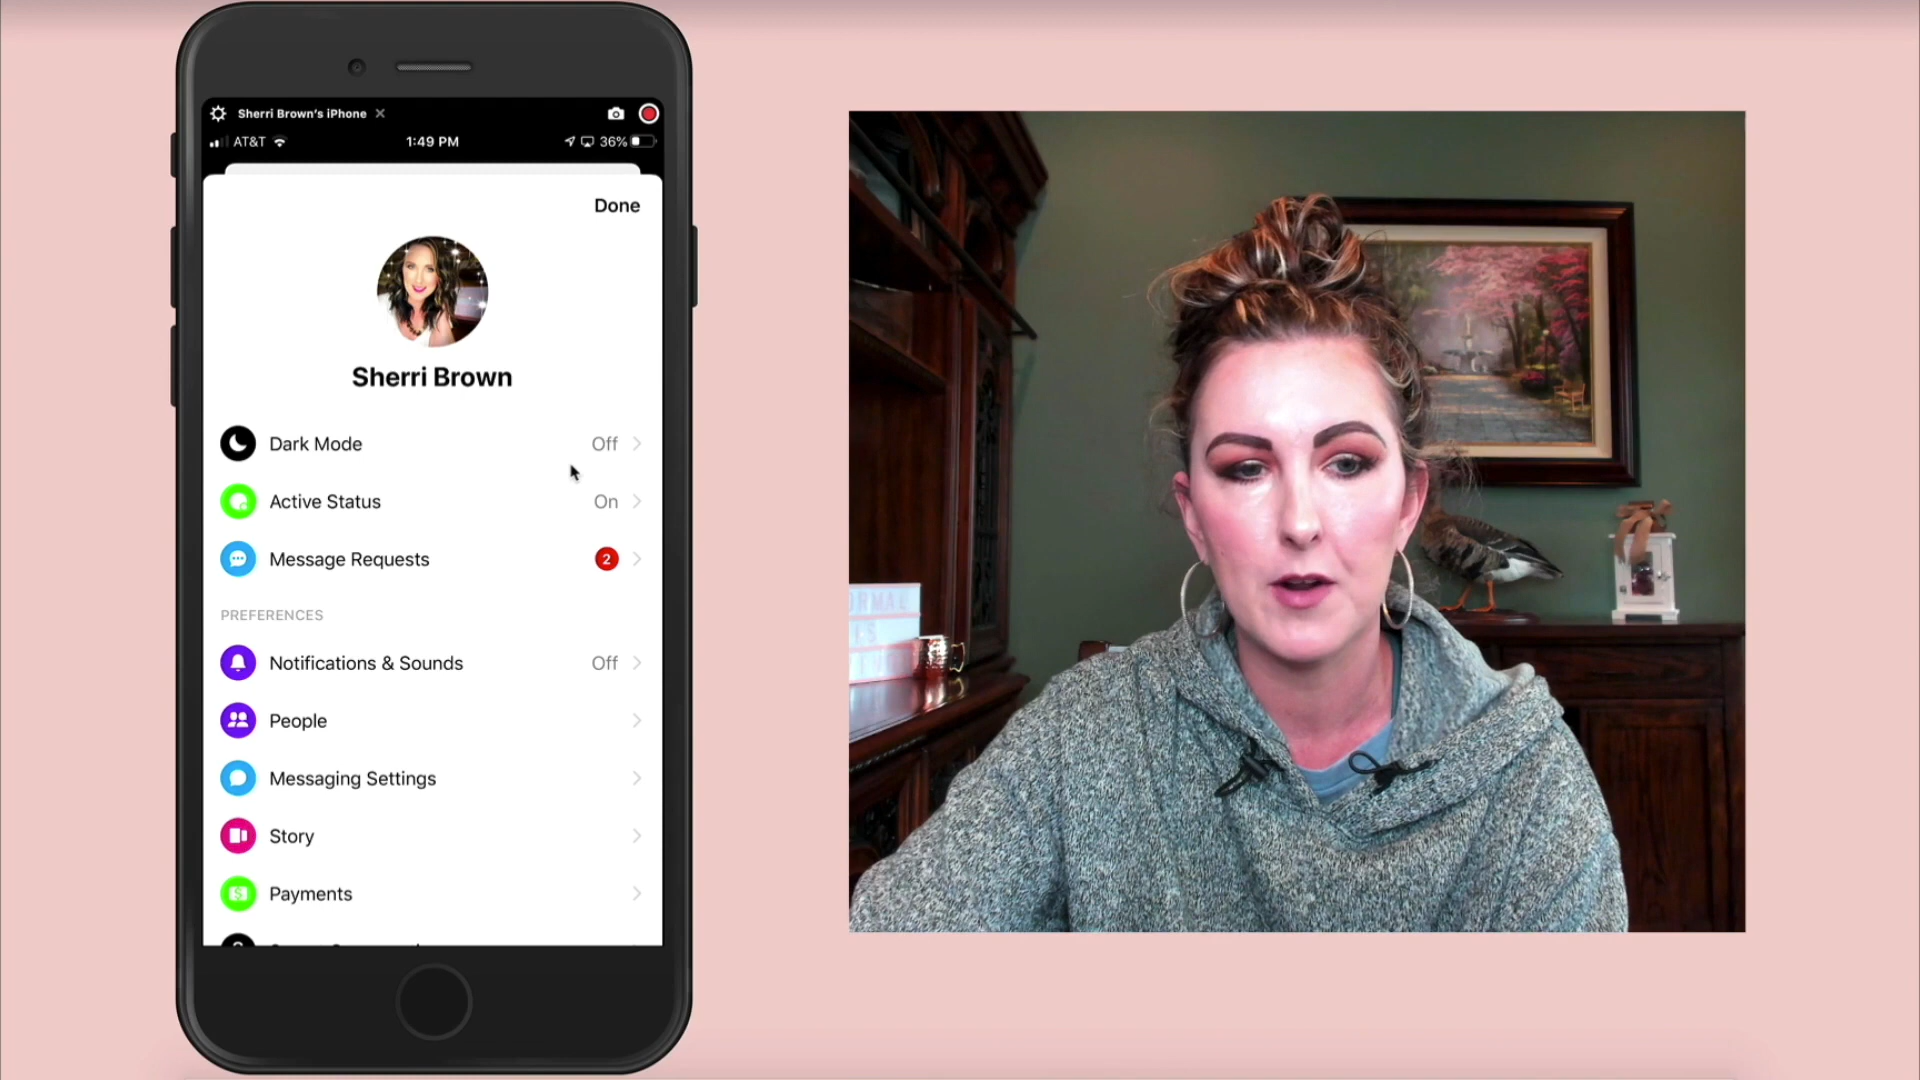 Sherri Brown's iPhone
AT&T 1:49 PM 36%
Done
Sherri Brown
Dark Mode Off
Active Status On
Message Requests 2
PREFERENCES
Notifications & Sounds Off
People
Messaging Settings
Story
Payments